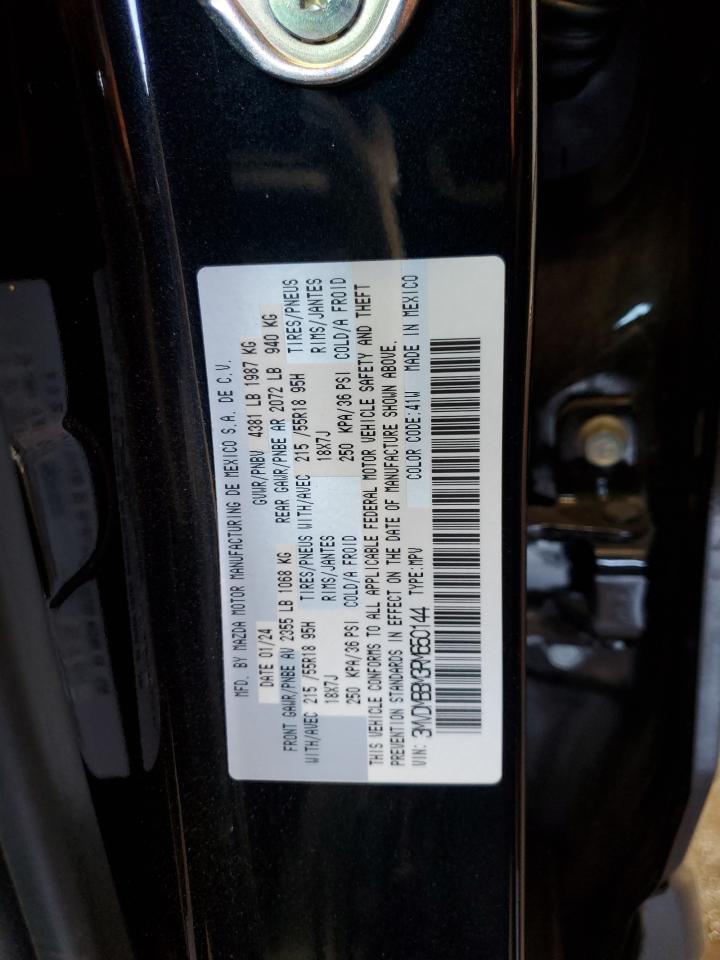 MFD. BY MAZDA MOTOR MANUFACTURING DE MEXICO S.A. DE C.V.
DATE 01/24 GVWR/PNBV 4381 LB 1987 KG
FRONT GAWR/PNBE AV 2355 LB 1068 KG REAR GAWR/PNBE AR 2072 LB 940 KG
WITH/AVEC 215 /55R18 95H TIRES/PNEUS WITH/AVEC 215 /55R18 95H TIRES/PNEUS
18X7J RIMS/JANTES 18X7J RIMS/JANTES
250 KPA/36 PSI COLD/A FROID 250 KPA/36 PSI COLD/A FROID
THIS VEHICLE CONFORMS TO ALL APPLICABLE FEDERAL MOTOR VEHICLE SAFETY AND THEFT
PREVENTION STANDARDS IN EFFECT ON THE DATE OF MANUFACTURE SHOWN ABOVE.
VIN: 3MVDMBBM3RM650144 TYPE:MPV COLOR CODE:41W MADE IN MEXICO